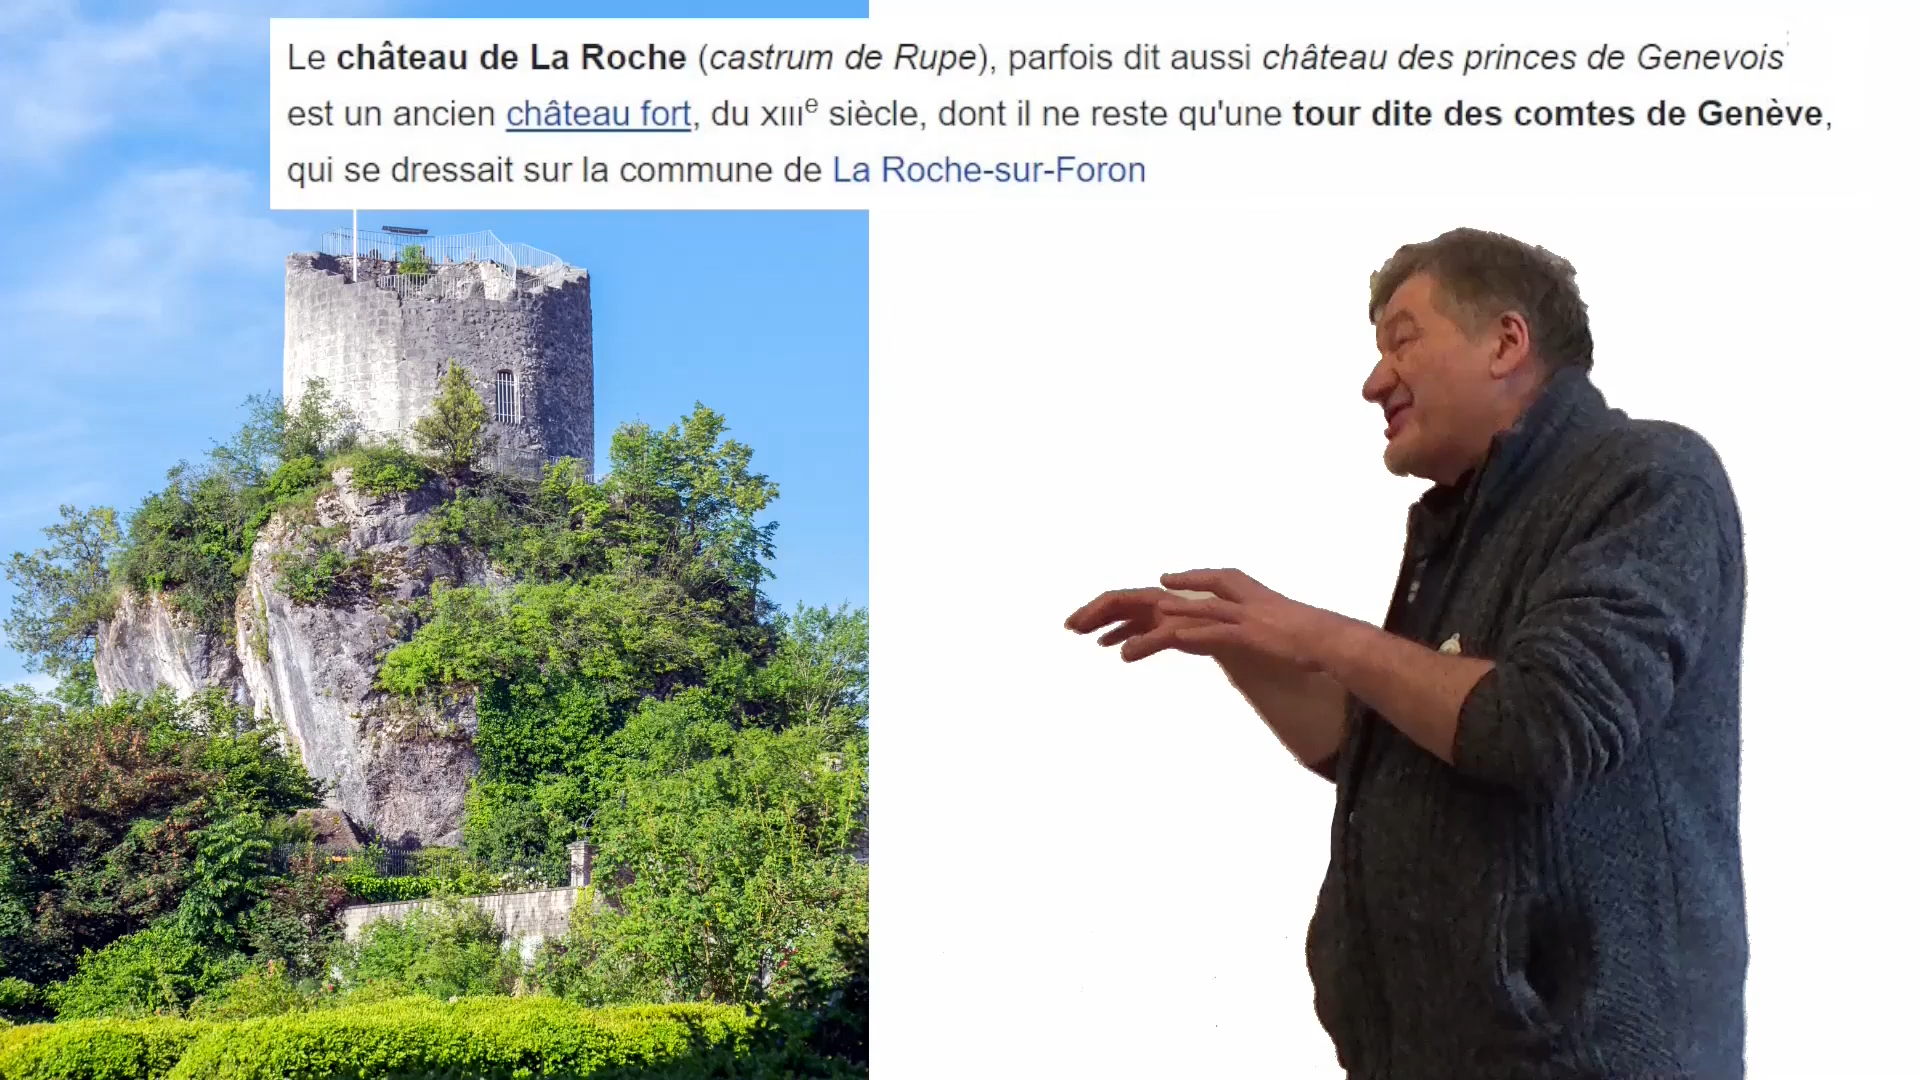 Le château de La Roche (castrum de Rupe), parfois dit aussi château des princes de Genevois
est un ancien château fort, du XIIIe siècle, dont il ne reste qu'une tour dite des comtes de Genève,
qui se dressait sur la commune de La Roche-sur-Foron